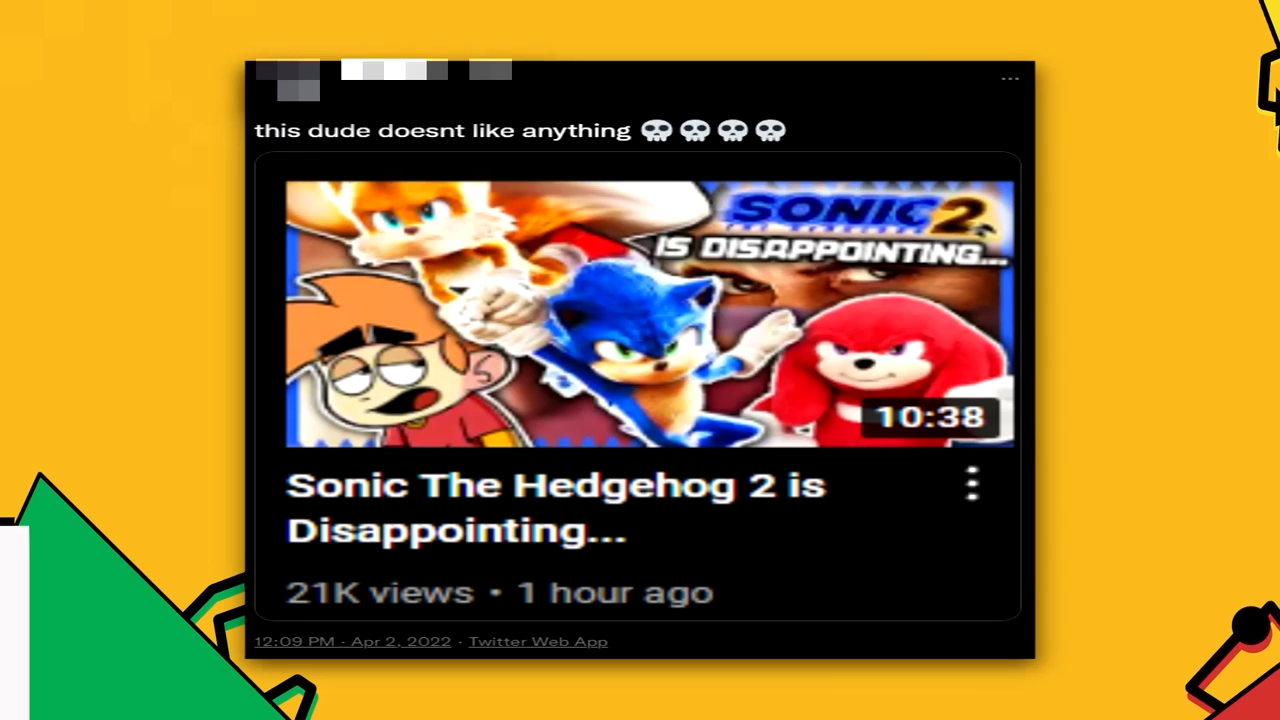 this dude doesnt like anything 💀💀💀💀
SONIC 2
IS DISAPPOINTING...
10:38
Sonic The Hedgehog 2 is
Disappointing...
21K views • 1 hour ago
12:09 PM · Apr 2, 2022 · Twitter Web App